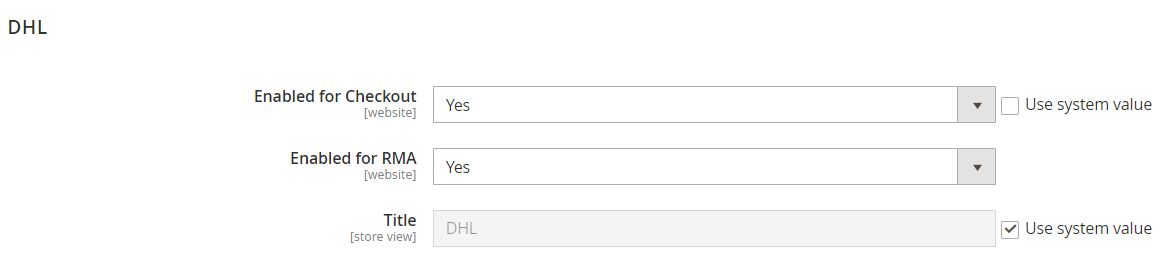 DHL
Enabled for Checkout
[website]
Yes
Use system value
Enabled for RMA
[website]
Yes
Title
[store view]
DHL
Use system value